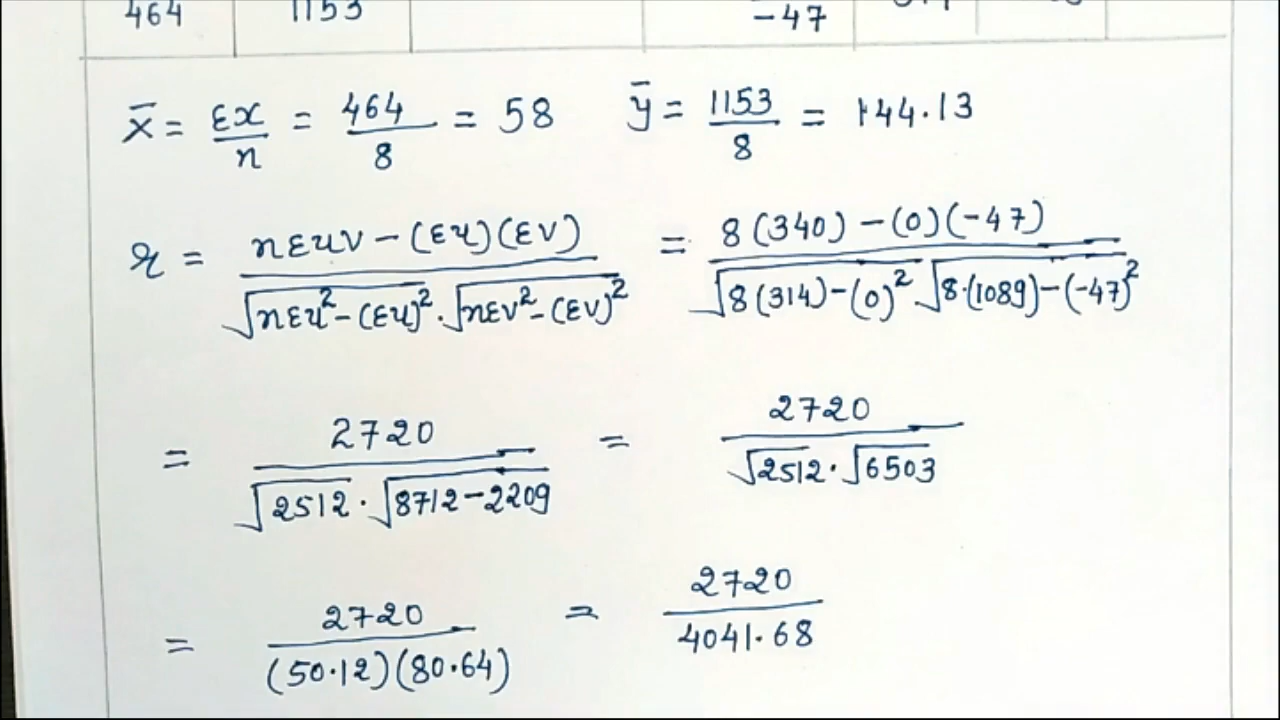 464 1153 -47
x̄ = Σx/n = 464/8 = 58 ȳ = 1153/8 = 144.13
r = nΣuv - (Σu)(Σv) / √nΣu² - (Σu)² . √nΣv² - (Σv)² = 8(340) - (0)(-47) / √8(314) - (0)² √8.(1089) - (-47)²
= 2720 / √2512 . √8712-2209 = 2720 / √2512 . √6503
= 2720 / (50.12)(80.64) = 2720 / 4041.68